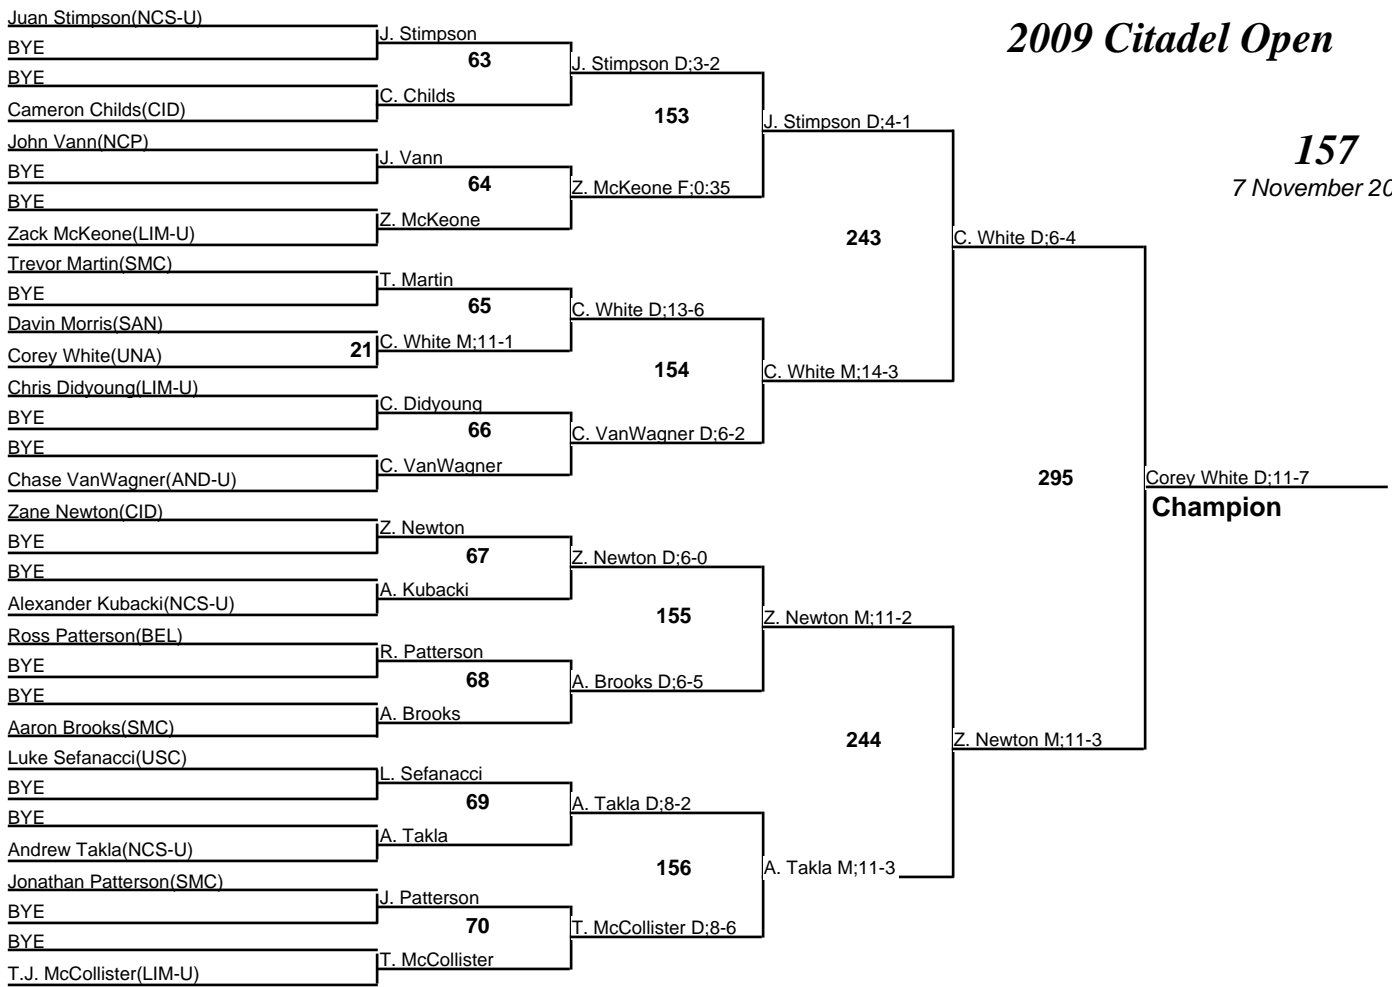 2009 Citadel Open
157
7 November 20
Juan Stimpson(NCS-U)
BYE
BYE
Cameron Childs(CID)
John Vann(NCP)
BYE
BYE
Zack McKeone(LIM-U)
Trevor Martin(SMC)
BYE
Davin Morris(SAN)
Corey White(UNA)
Chris Didyoung(LIM-U)
BYE
BYE
Chase VanWagner(AND-U)
Zane Newton(CID)
BYE
BYE
Alexander Kubacki(NCS-U)
Ross Patterson(BEL)
BYE
BYE
Aaron Brooks(SMC)
Luke Sefanacci(USC)
BYE
BYE
Andrew Takla(NCS-U)
Jonathan Patterson(SMC)
BYE
BYE
T.J. McCollister(LIM-U)
J. Stimpson
63
C. Childs
J. Vann
64
Z. McKeone
T. Martin
65
21
C. White M;11-1
C. Didyoung
66
C. VanWagner
Z. Newton
67
A. Kubacki
R. Patterson
68
A. Brooks
L. Sefanacci
69
A. Takla
J. Patterson
70
T. McCollister
J. Stimpson D;3-2
153
Z. McKeone F;0:35
C. White D;13-6
154
C. VanWagner D;6-2
Z. Newton D;6-0
155
A. Brooks D;6-5
A. Takla D;8-2
156
T. McCollister D;8-6
J. Stimpson D;4-1
243
C. White M;14-3
Z. Newton M;11-2
244
A. Takla M;11-3
C. White D;6-4
295
Z. Newton M;11-3
Corey White D;11-7
Champion